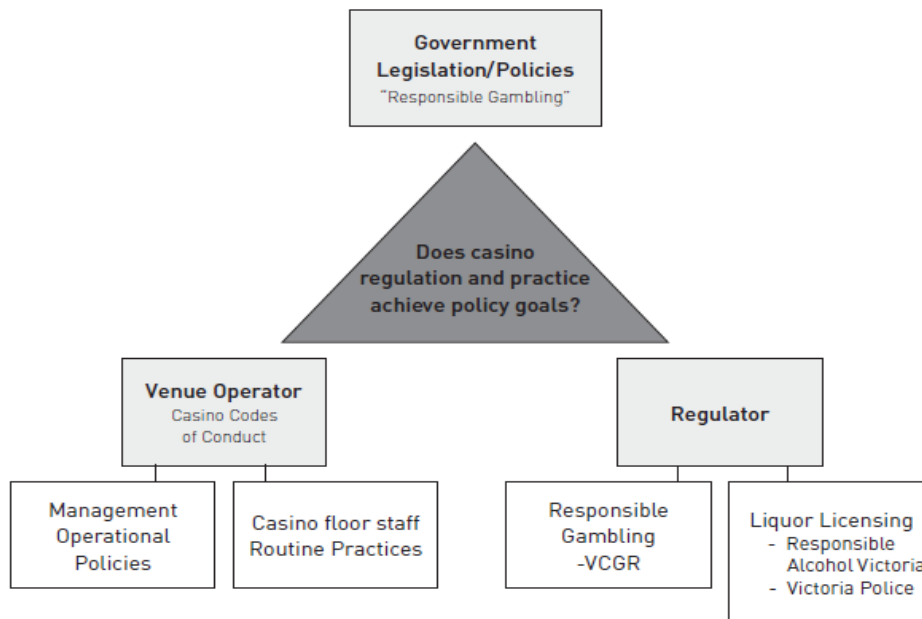 Government
Legislation/Policies
“Responsible Gambling”
Does casino
regulation and practice
achieve policy goals?
Venue Operator
Casino Codes
of Conduct
Regulator
Management
Operational
Policies
Casino floor staff
Routine Practices
Responsible
Gambling
-VCGR
Liquor Licensing
- Responsible
Alcohol Victoria
- Victoria Police